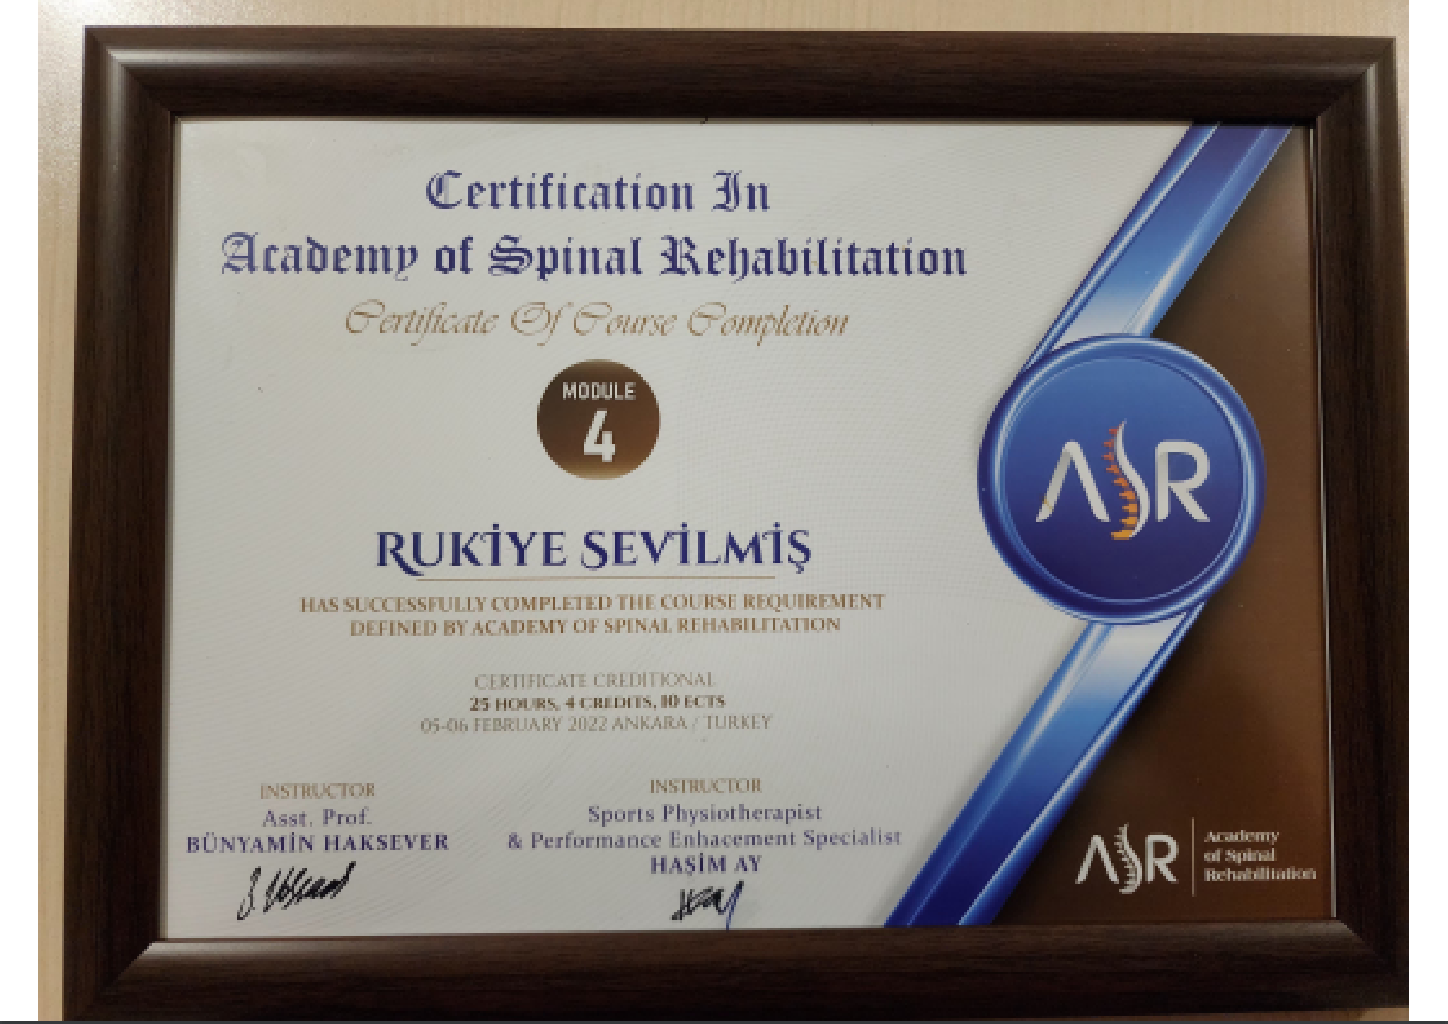 Certification In
Academy of Spinal Rehabilitation
Certificate Of Course Completion
MODULE
4
RUKİYE SEVİLMİŞ
HAS SUCCESSFULLY COMPLETED THE COURSE REQUIREMENT
DEFINED BY ACADEMY OF SPINAL REHABILITATION
CERTIFICATE CREDITIONAL
25 HOURS, 4 CREDITS, 10 ECTS
05-06 FEBRUARY 2022 ANKARA / TURKEY
INSTRUCTOR
Asst. Prof.
BÜNYAMİN HAKSEVER
INSTRUCTOR
Sports Physiotherapist
& Performance Enhacement Specialist
HAŞİM AY
ASR
ASR
Academy
of Spinal
Rehabilitation